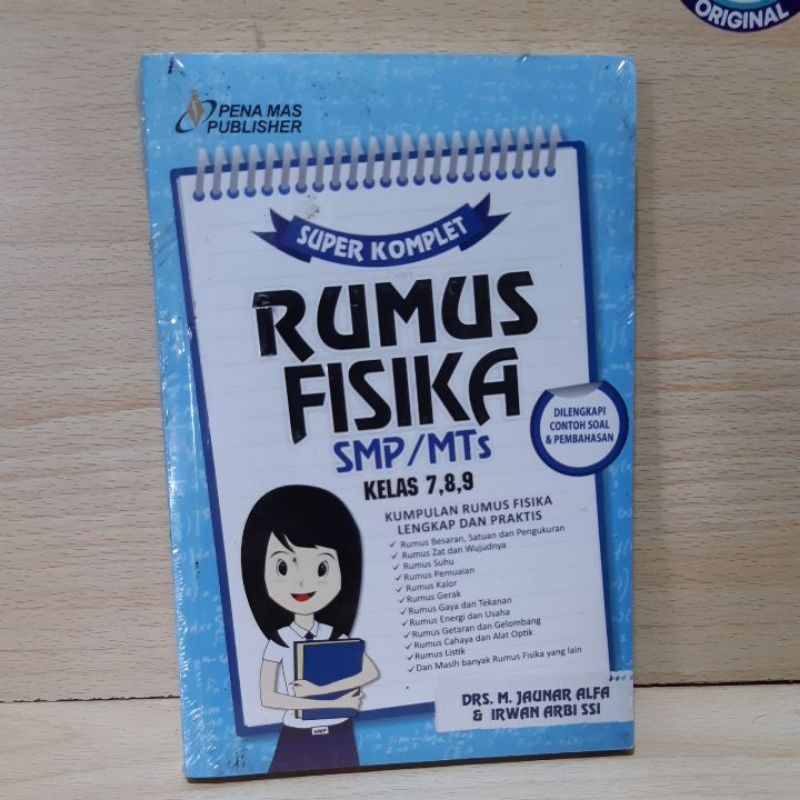 ORIGINAL
PENA MAS
PUBLISHER
SUPER KOMPLET
RUMUS
FISIKA
SMP/MTs
KELAS 7,8,9
DILENGKAPI
CONTOH SOAL
& PEMBAHASAN
KUMPULAN RUMUS FISIKA
LENGKAP DAN PRAKTIS
✓ Rumus Besaran, Satuan dan Pengukuran
✓ Rumus Zat dan Wujudnya
✓ Rumus Suhu
✓ Rumus Pemuaian
✓ Rumus Kalor
✓ Rumus Gerak
✓ Rumus Gaya dan Tekanan
✓ Rumus Energi dan Usaha
✓ Rumus Getaran dan Gelombang
✓ Rumus Cahaya dan Alat Optik
✓ Rumus Listik
✓ Dan Masih banyak Rumus Fisika yang lain
DRS. M. JAUNAR ALFA
& IRWAN ARBI SSI
SMP